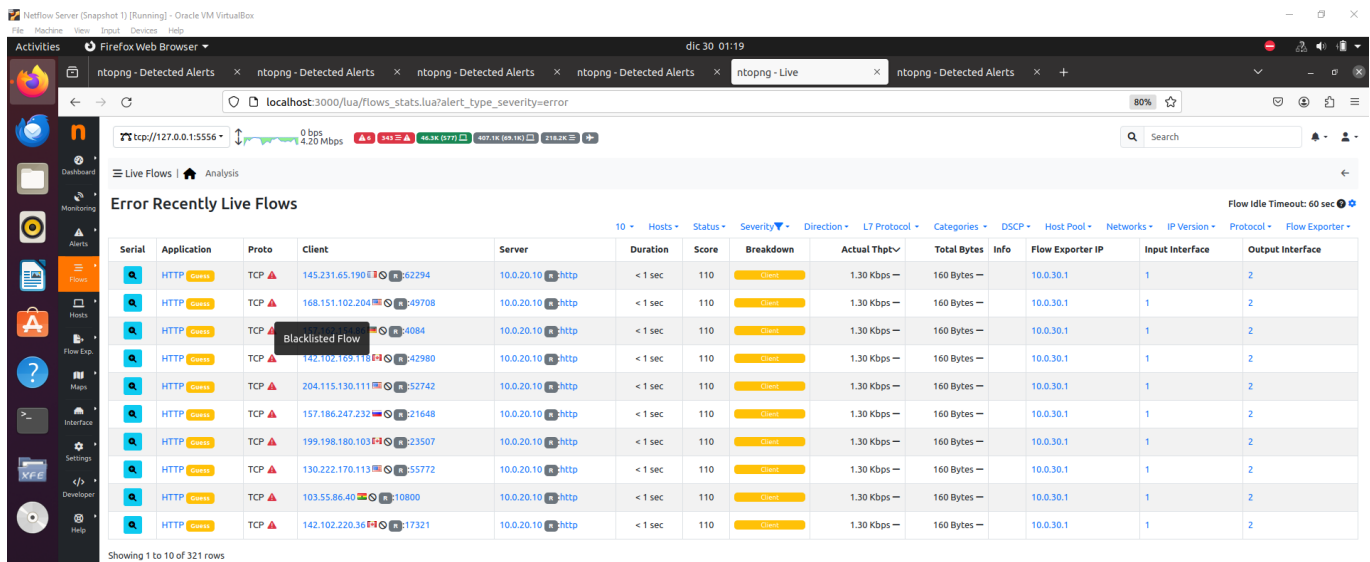 Netflow Server (Snapshot 1) [Running] - Oracle VM VirtualBox
File Machine View Input Devices Help
Activities Firefox Web Browser dic 30 01:19
ntopng - Detected Alerts × ntopng - Detected Alerts × ntopng - Detected Alerts × ntopng - Detected Alerts × ntopng - Live × ntopng - Detected Alerts × +
localhost:3000/lua/flows_stats.lua?alert_type_severity=error 80%
n tcp://127.0.0.1:5556 0 bps 4.20 Mbps 6 343 46.3K (577) 407.1K (69.1K) 218.2K Search
Dashboard
Monitoring
Alerts
Flows
Hosts
Flow Exp.
Maps
Interface
Settings
Developer
Help
XFE
Live Flows | Analysis
Error Recently Live Flows
Flow Idle Timeout: 60 sec
10 Hosts Status Severity Direction L7 Protocol Categories DSCP Host Pool Networks IP Version Protocol Flow Exporter
Serial Application Proto Client Server Duration Score Breakdown Actual Thpt Total Bytes Info Flow Exporter IP Input Interface Output Interface
HTTP Guess TCP 145.231.65.190 R :62294 10.0.20.10 R :http < 1 sec 110 Client 1.30 Kbps — 160 Bytes — 10.0.30.1 1 2
HTTP Guess TCP 168.151.102.204 R :49708 10.0.20.10 R :http < 1 sec 110 Client 1.30 Kbps — 160 Bytes — 10.0.30.1 1 2
HTTP Guess TCP R :4084 10.0.20.10 R :http < 1 sec 110 Client 1.30 Kbps — 160 Bytes — 10.0.30.1 1 2
Blacklisted Flow
HTTP Guess TCP 142.102.169.118 R :42980 10.0.20.10 R :http < 1 sec 110 Client 1.30 Kbps — 160 Bytes — 10.0.30.1 1 2
HTTP Guess TCP 204.115.130.111 R :52742 10.0.20.10 R :http < 1 sec 110 Client 1.30 Kbps — 160 Bytes — 10.0.30.1 1 2
HTTP Guess TCP 157.186.247.232 R :21648 10.0.20.10 R :http < 1 sec 110 Client 1.30 Kbps — 160 Bytes — 10.0.30.1 1 2
HTTP Guess TCP 199.198.180.103 R :23507 10.0.20.10 R :http < 1 sec 110 Client 1.30 Kbps — 160 Bytes — 10.0.30.1 1 2
HTTP Guess TCP 130.222.170.113 R :55772 10.0.20.10 R :http < 1 sec 110 Client 1.30 Kbps — 160 Bytes — 10.0.30.1 1 2
HTTP Guess TCP 103.55.86.40 R :10800 10.0.20.10 R :http < 1 sec 110 Client 1.30 Kbps — 160 Bytes — 10.0.30.1 1 2
HTTP Guess TCP 142.102.220.36 R :17321 10.0.20.10 R :http < 1 sec 110 Client 1.30 Kbps — 160 Bytes — 10.0.30.1 1 2
Showing 1 to 10 of 321 rows